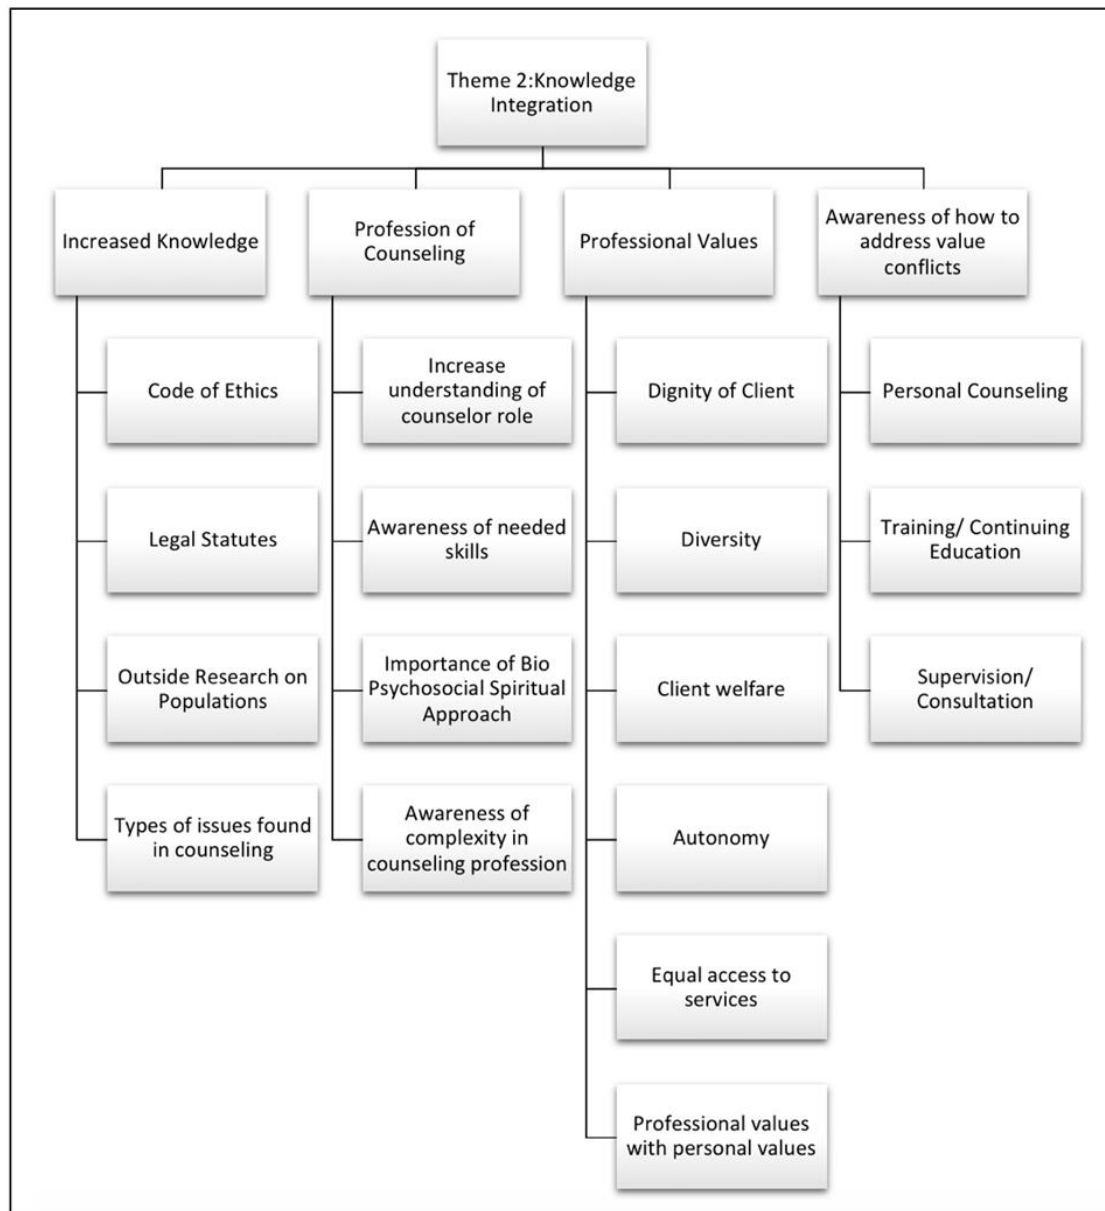 Theme 2:Knowledge
Integration
Increased Knowledge
Profession of
Counseling
Professional Values
Awareness of how to
address value
conflicts
Code of Ethics
Legal Statutes
Outside Research on
Populations
Types of issues found
in counseling
Increase
understanding of
counselor role
Awareness of needed
skills
Importance of Bio
Psychosocial Spiritual
Approach
Awareness of
complexity in
counseling profession
Dignity of Client
Diversity
Client welfare
Autonomy
Equal access to
services
Professional values
with personal values
Personal Counseling
Training/ Continuing
Education
Supervision/
Consultation